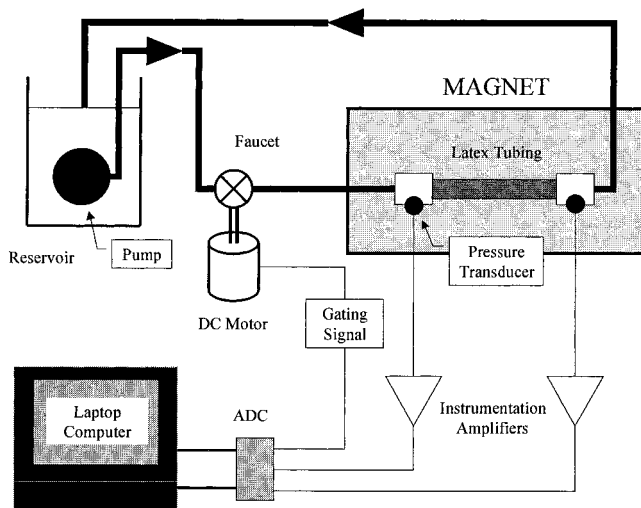 MAGNET
Faucet
Latex Tubing
Reservoir
Pump
Pressure
Transducer
DC Motor
Gating
Signal
Laptop
Computer
ADC
Instrumentation
Amplifiers